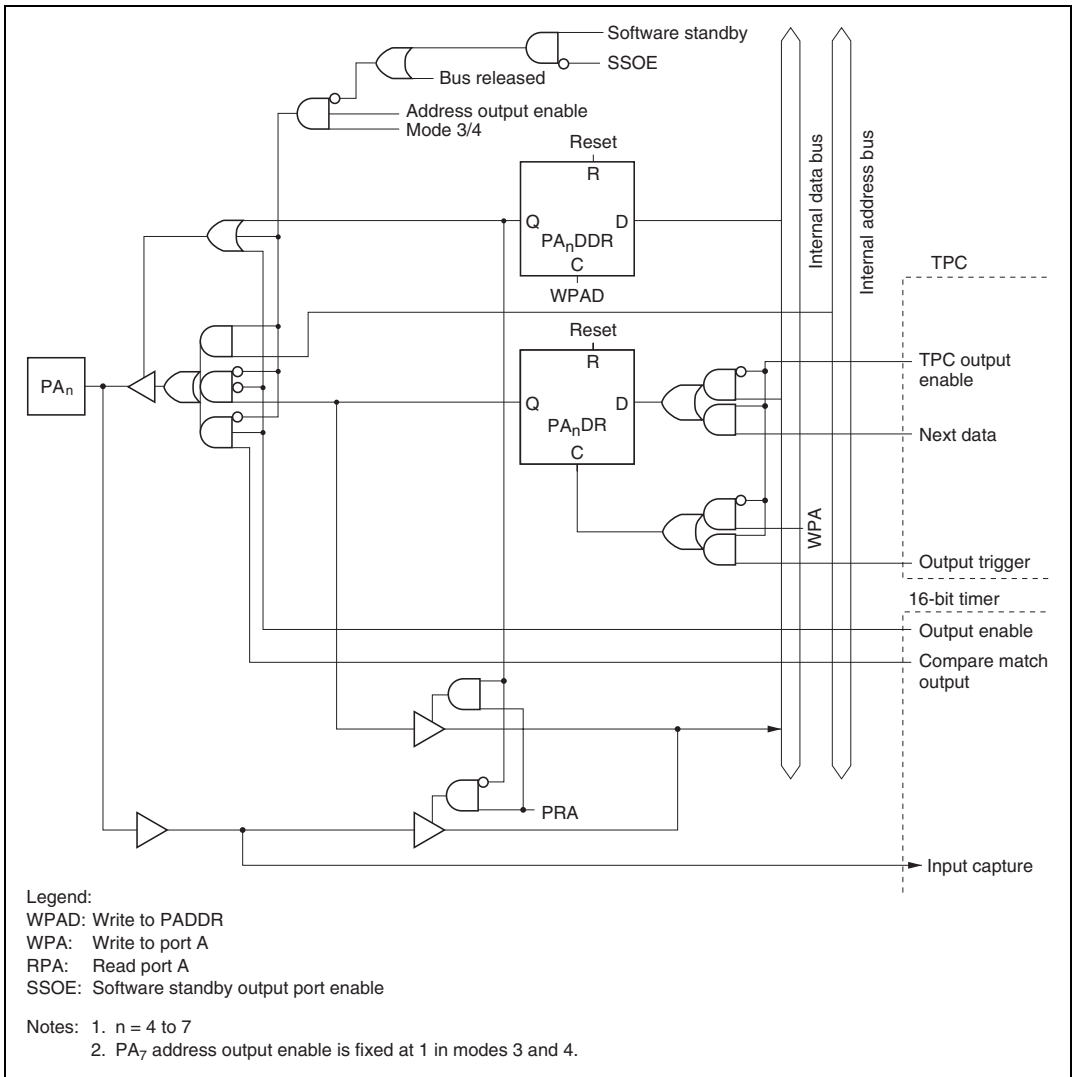 Software standby
SSOE
Bus released
Address output enable
Mode 3/4
Reset
R
Q D
PAnDDR
C
WPAD
Internal data bus
Internal address bus
TPC
Reset
R
PAn
Q D
PAnDR
C
TPC output
enable
Next data
WPA
Output trigger
16-bit timer
Output enable
Compare match
output
PRA
Input capture
Legend:
WPAD: Write to PADDR
WPA: Write to port A
RPA: Read port A
SSOE: Software standby output port enable
Notes: 1. n = 4 to 7
2. PA7 address output enable is fixed at 1 in modes 3 and 4.